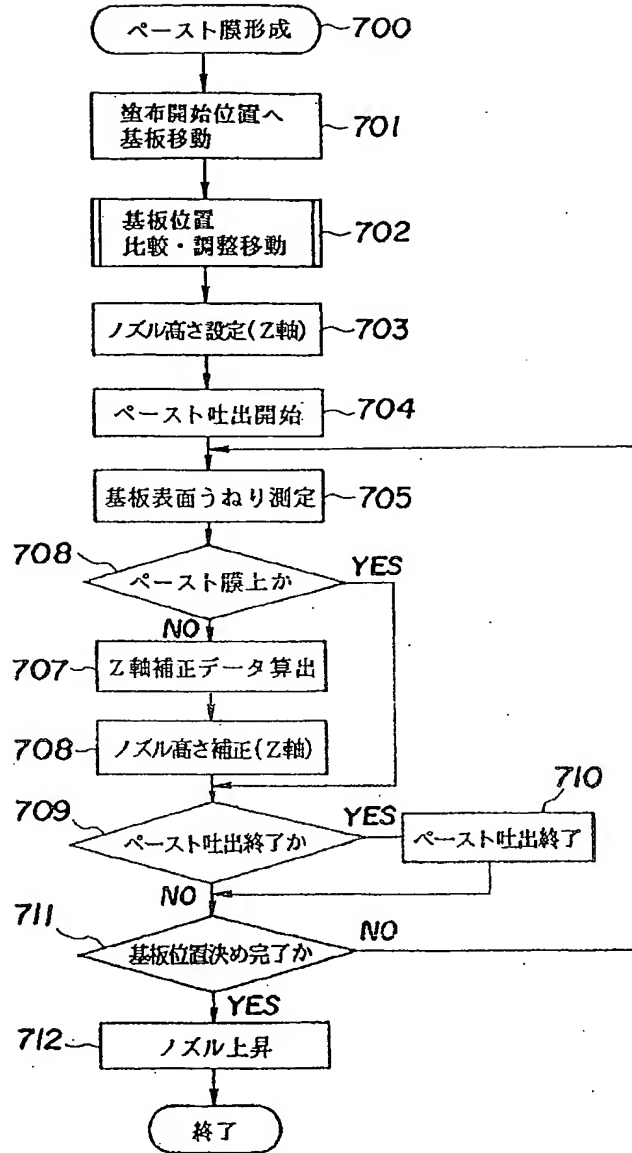 ペースト膜形成 700
塗布開始位置へ
基板移動 701
基板位置
比較・調整移動 702
ノズル高さ設定(Z軸) 703
ペースト吐出開始 704
基板表面うねり測定 705
708 ペースト膜上か YES
NO
707 Z軸補正データ算出
708 ノズル高さ補正(Z軸)
709 ペースト吐出終了か YES
710 ペースト吐出終了
NO
711 基板位置決め完了か NO
YES
712 ノズル上昇
終了